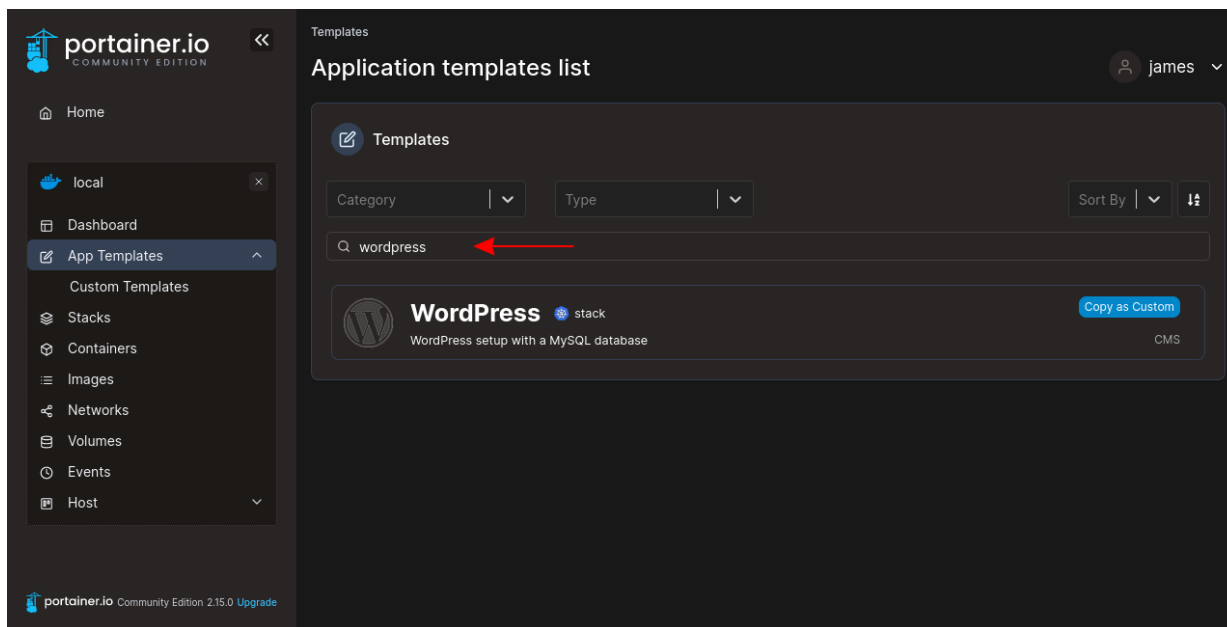 portainer.io
COMMUNITY EDITION
Home
local
Dashboard
App Templates
Custom Templates
Stacks
Containers
Images
Networks
Volumes
Events
Host
portainer.io Community Edition 2.15.0 Upgrade
Templates
Application templates list
james
Templates
Category
Type
Sort By
wordpress
WordPress stack
Copy as Custom
WordPress setup with a MySQL database
CMS